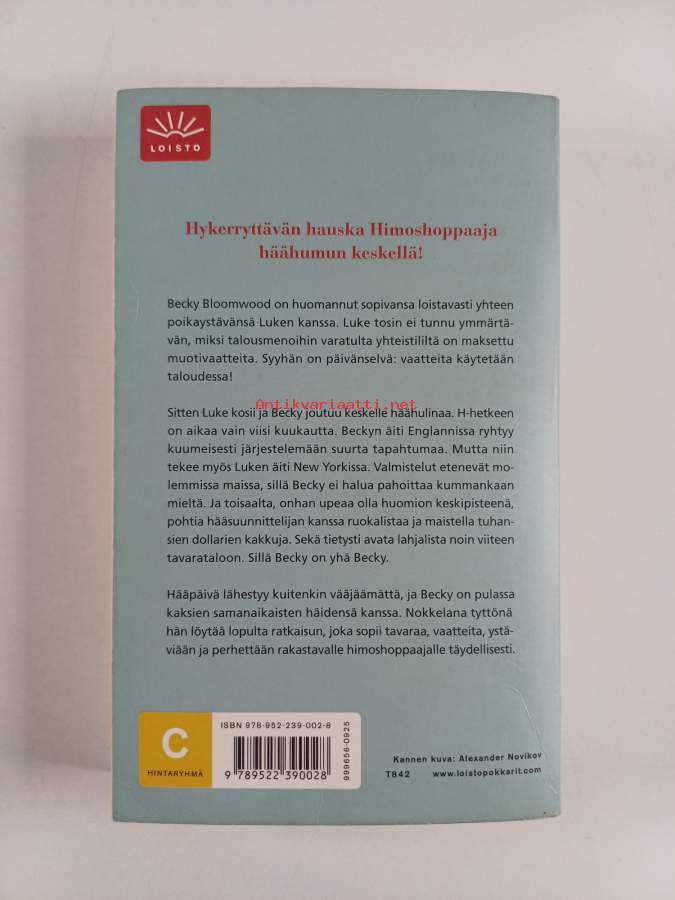 LOISTO
Hykerryttävän hauska Himoshoppaaja
häähumun keskellä!
Becky Bloomwood on huomannut sopivansa loistavasti yhteen
poikaystävänsä Luken kanssa. Luke tosin ei tunnu ymmärtä-
vän, miksi talousmenoihin varatulta yhteistililtä on maksettu
muotivaatteita. Syyhän on päivänselvä: vaatteita käytetään
taloudessa!
Antikvariaatti.net
Sitten Luke kosii ja Becky joutuu keskelle häähulinaa. H-hetkeen
on aikaa vain viisi kuukautta. Beckyn äiti Englannissa ryhtyy
kuumeisesti järjestelemään suurta tapahtumaa. Mutta niin
tekee myös Luken äiti New Yorkissa. Valmistelut etenevät mo-
lemmissa maissa, sillä Becky ei halua pahoittaa kummankaan
mieltä. Ja toisaalta, onhan upeaa olla huomion keskipisteenä,
pohtia hääsuunnittelijan kanssa ruokalistaa ja maistella tuhan-
sien dollarien kakkuja. Sekä tietysti avata lahjalista noin viiteen
tavarataloon. Sillä Becky on yhä Becky.
Hääpäivä lähestyy kuitenkin vääjäämättä, ja Becky on pulassa
kaksien samanaikaisten häidensä kanssa. Nokkelana tyttönä
hän löytää lopulta ratkaisun, joka sopii tavaraa, vaatteita, ystä-
viään ja perhettään rakastavalle himoshoppaajalle täydellisesti.
C
HINTARYHMÄ
ISBN 978-952-239-002-8
9 789522 390028
999656-0925
Kannen kuva: Alexander Novikov
T842 www.loistopokkarit.com